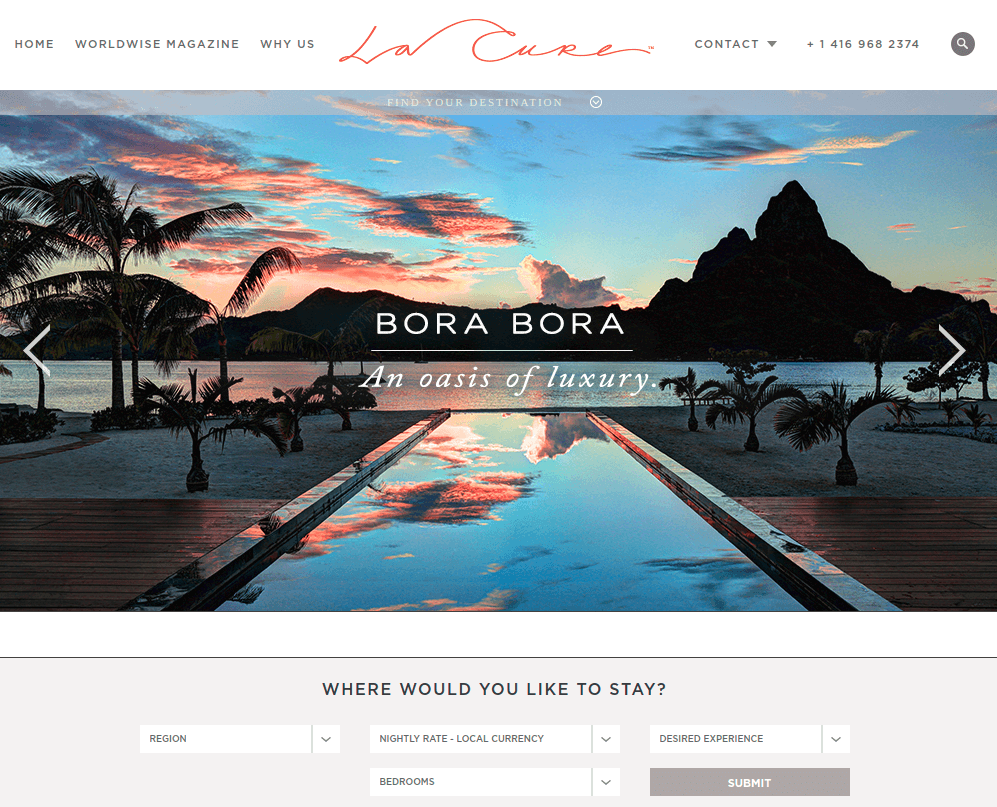 HOME WORLDWISE MAGAZINE WHY US La Cure™ CONTACT + 1 416 968 2374
FIND YOUR DESTINATION
BORA BORA
An oasis of luxury.
WHERE WOULD YOU LIKE TO STAY?
REGION NIGHTLY RATE - LOCAL CURRENCY DESIRED EXPERIENCE
BEDROOMS SUBMIT